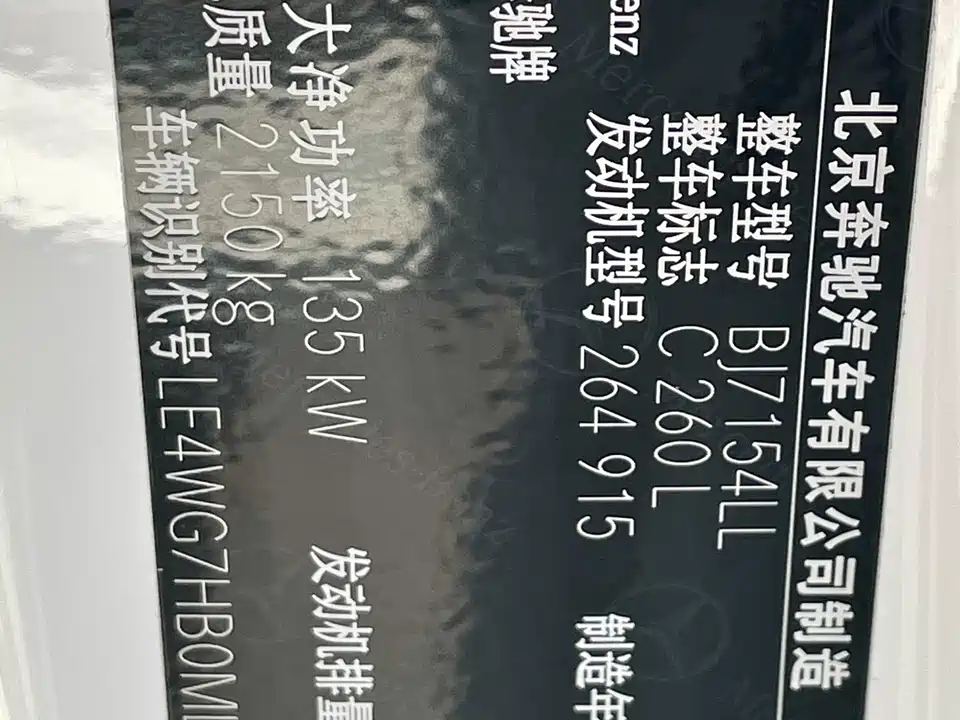 北京奔驰汽车有限公司制造
整车型号 BJ7154LL
整车标志 C 260 L
发动机型号 264 915 制造年
enz
驰牌
大净功率 135 kW 发动机排量
质量 2150kg
车辆识别代号 LE4WG7HB0M